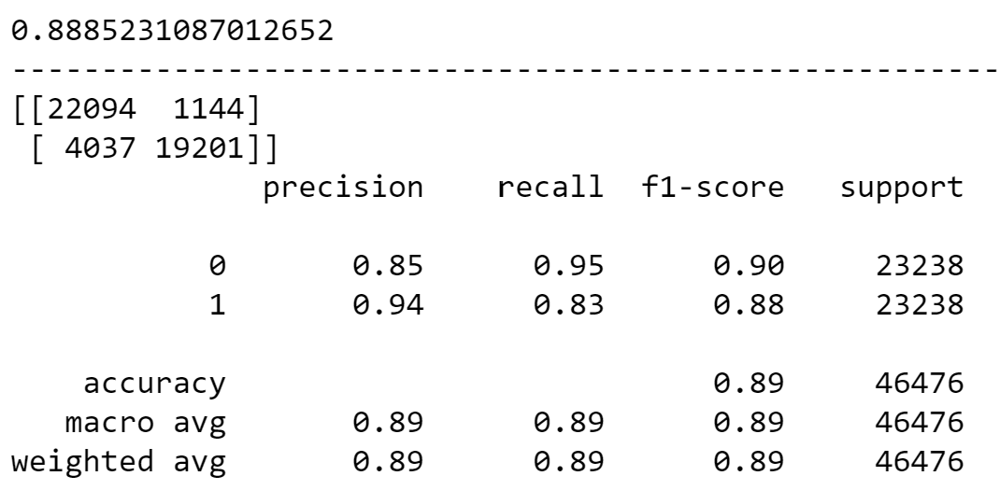 0.8885231087012652
-------------------------------------------------------
[[22094  1144]
 [ 4037 19201]]
              precision    recall  f1-score   support

           0       0.85      0.95      0.90     23238
           1       0.94      0.83      0.88     23238

    accuracy                           0.89     46476
   macro avg       0.89      0.89      0.89     46476
weighted avg       0.89      0.89      0.89     46476